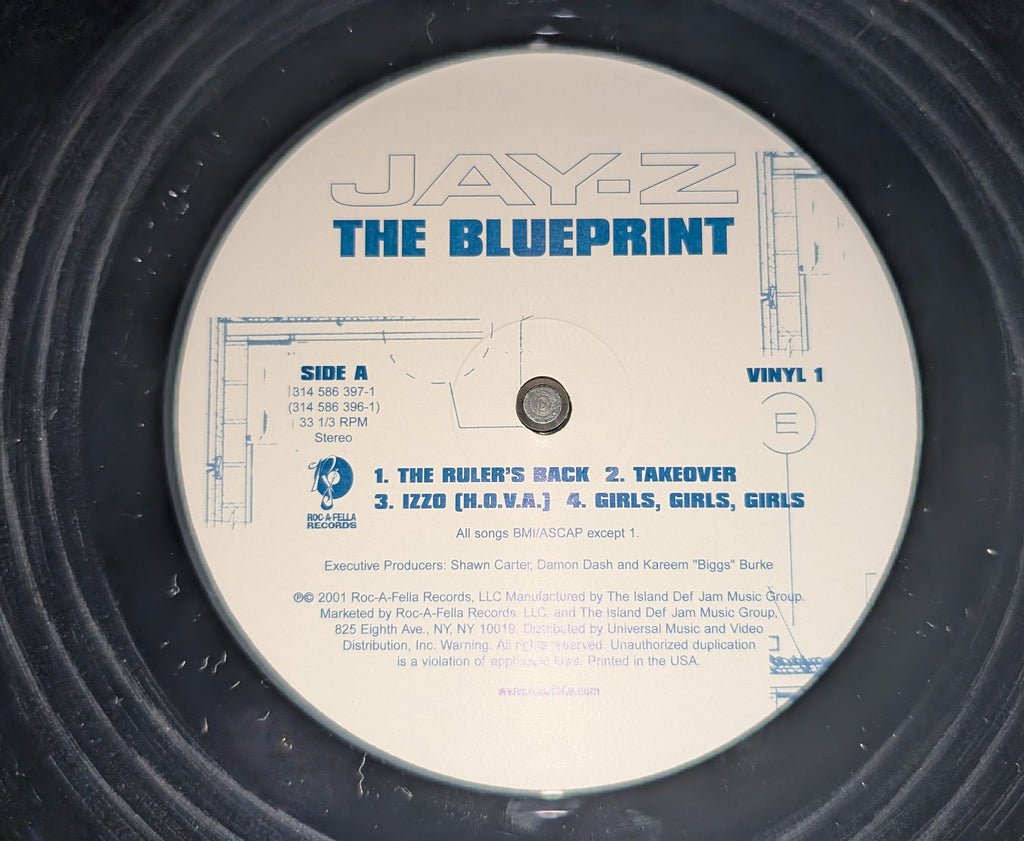 JAY-Z
THE BLUEPRINT
SIDE A
314 586 397-1
(314 586 396-1)
33 1/3 RPM
Stereo
VINYL 1
E
ROC-A-FELLA
RECORDS
1. THE RULER'S BACK 2. TAKEOVER
3. IZZO (H.O.V.A.) 4. GIRLS, GIRLS, GIRLS
All songs BMI/ASCAP except 1.
Executive Producers: Shawn Carter, Damon Dash and Kareem "Biggs" Burke
℗© 2001 Roc-A-Fella Records, LLC Manufactured by The Island Def Jam Music Group.
Marketed by Roc-A-Fella Records, LLC. and The Island Def Jam Music Group,
825 Eighth Ave., NY, NY 10019. Distributed by Universal Music and Video
Distribution, Inc. Warning: All rights reserved. Unauthorized duplication
is a violation of applicable laws. Printed in the USA.